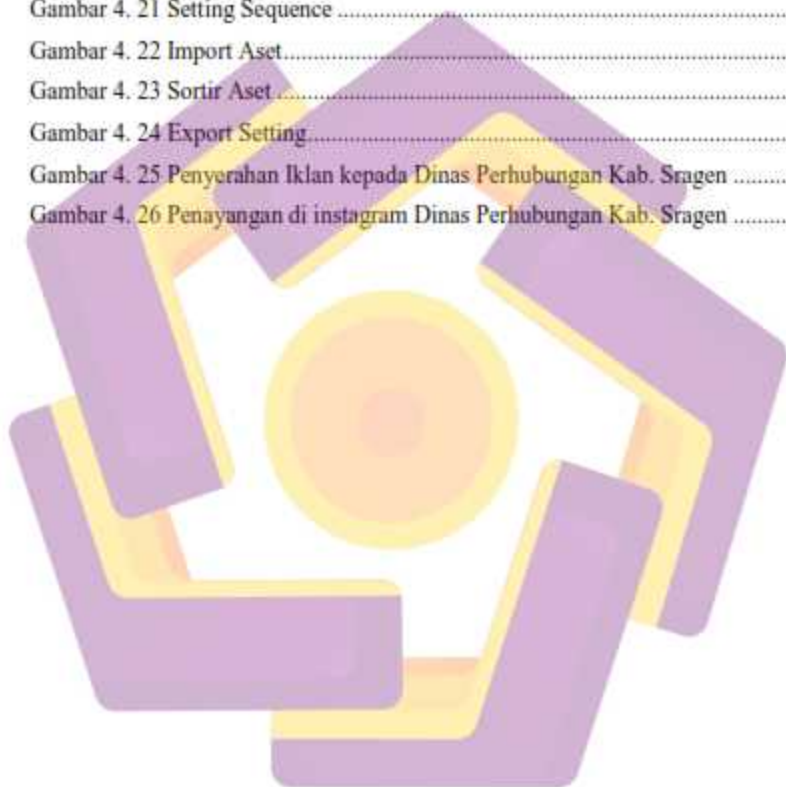 Gambar 4. 21 Setting Sequence ........................................................................
Gambar 4. 22 Import Aset..................................................................................
Gambar 4. 23 Sortir Aset ...................................................................................
Gambar 4. 24 Export Setting.............................................................................
Gambar 4. 25 Penyerahan Iklan kepada Dinas Perhubungan Kab. Sragen .........
Gambar 4. 26 Penayangan di instagram Dinas Perhubungan Kab. Sragen .........